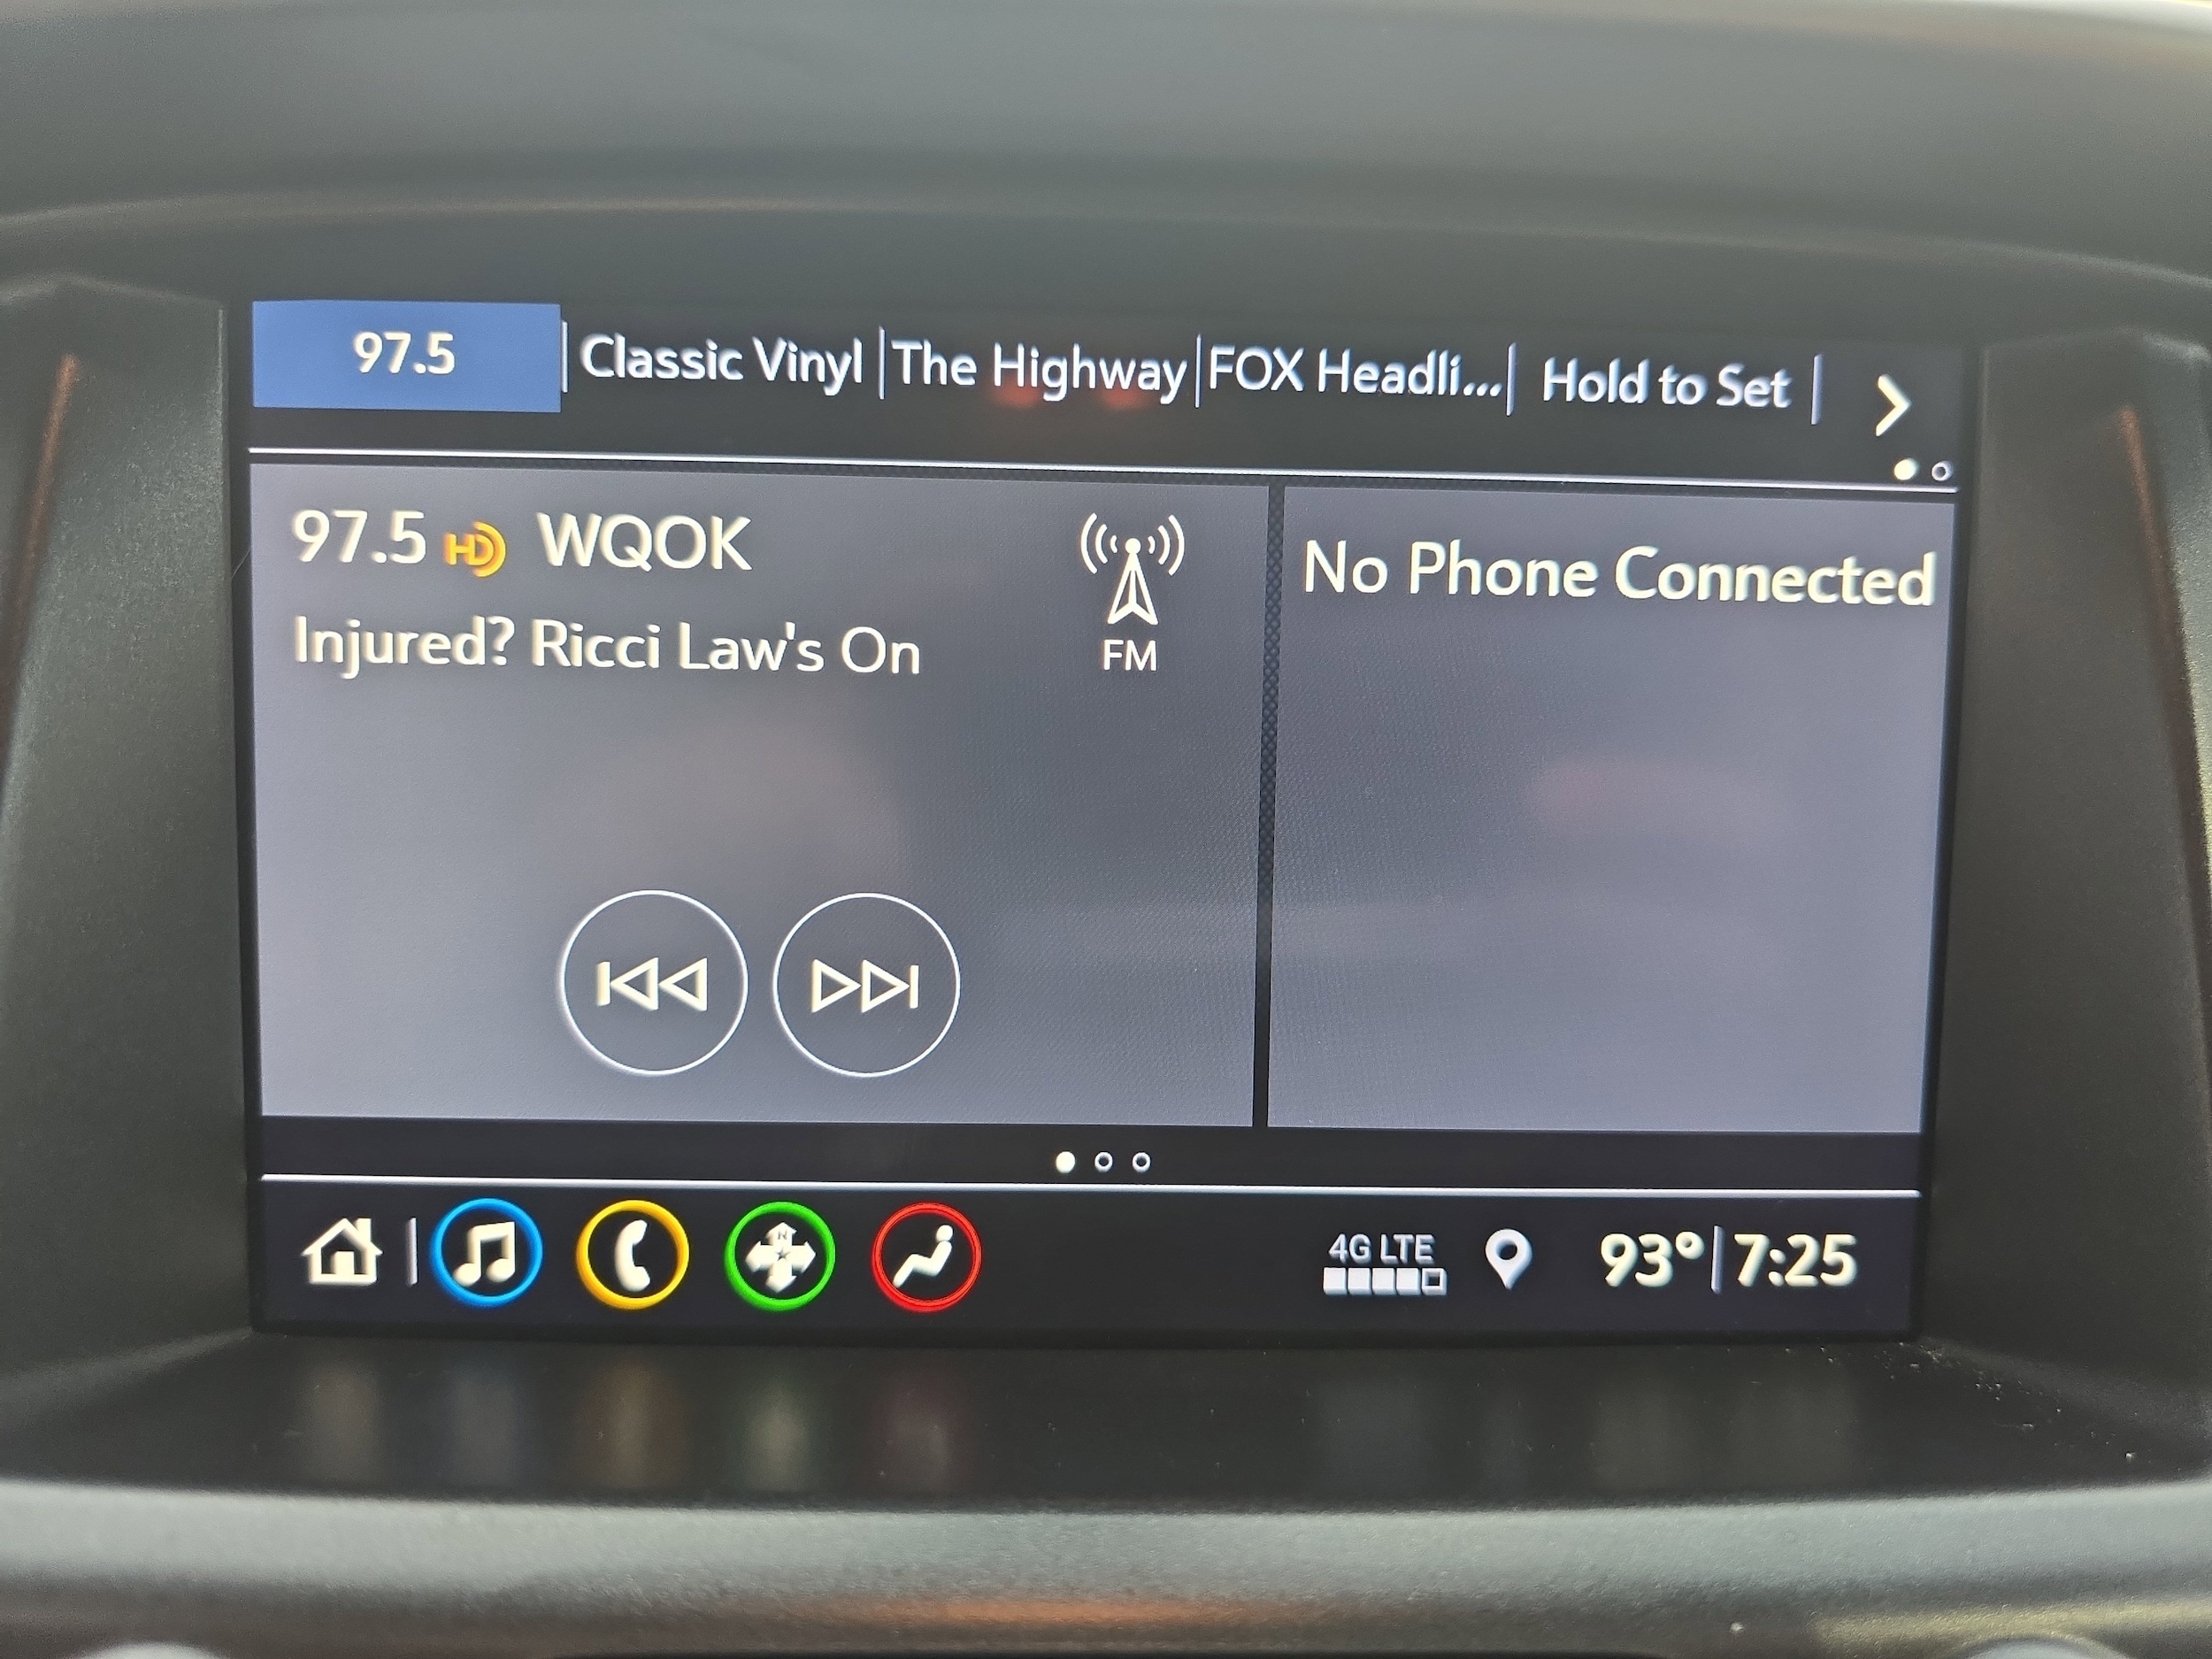 97.5 | Classic Vinyl | The Highway | FOX Headli... | Hold to Set |
97.5 HD WQOK
Injured? Ricci Law's On
FM
No Phone Connected
4G LTE
93° | 7:25